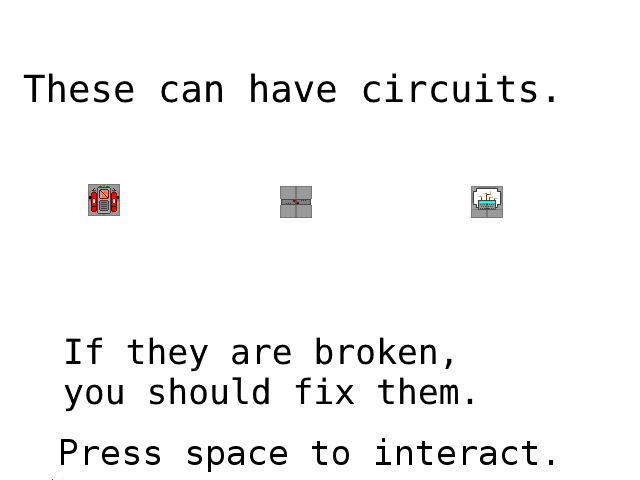 These can have circuits.
If they are broken,
you should fix them.
Press space to interact.